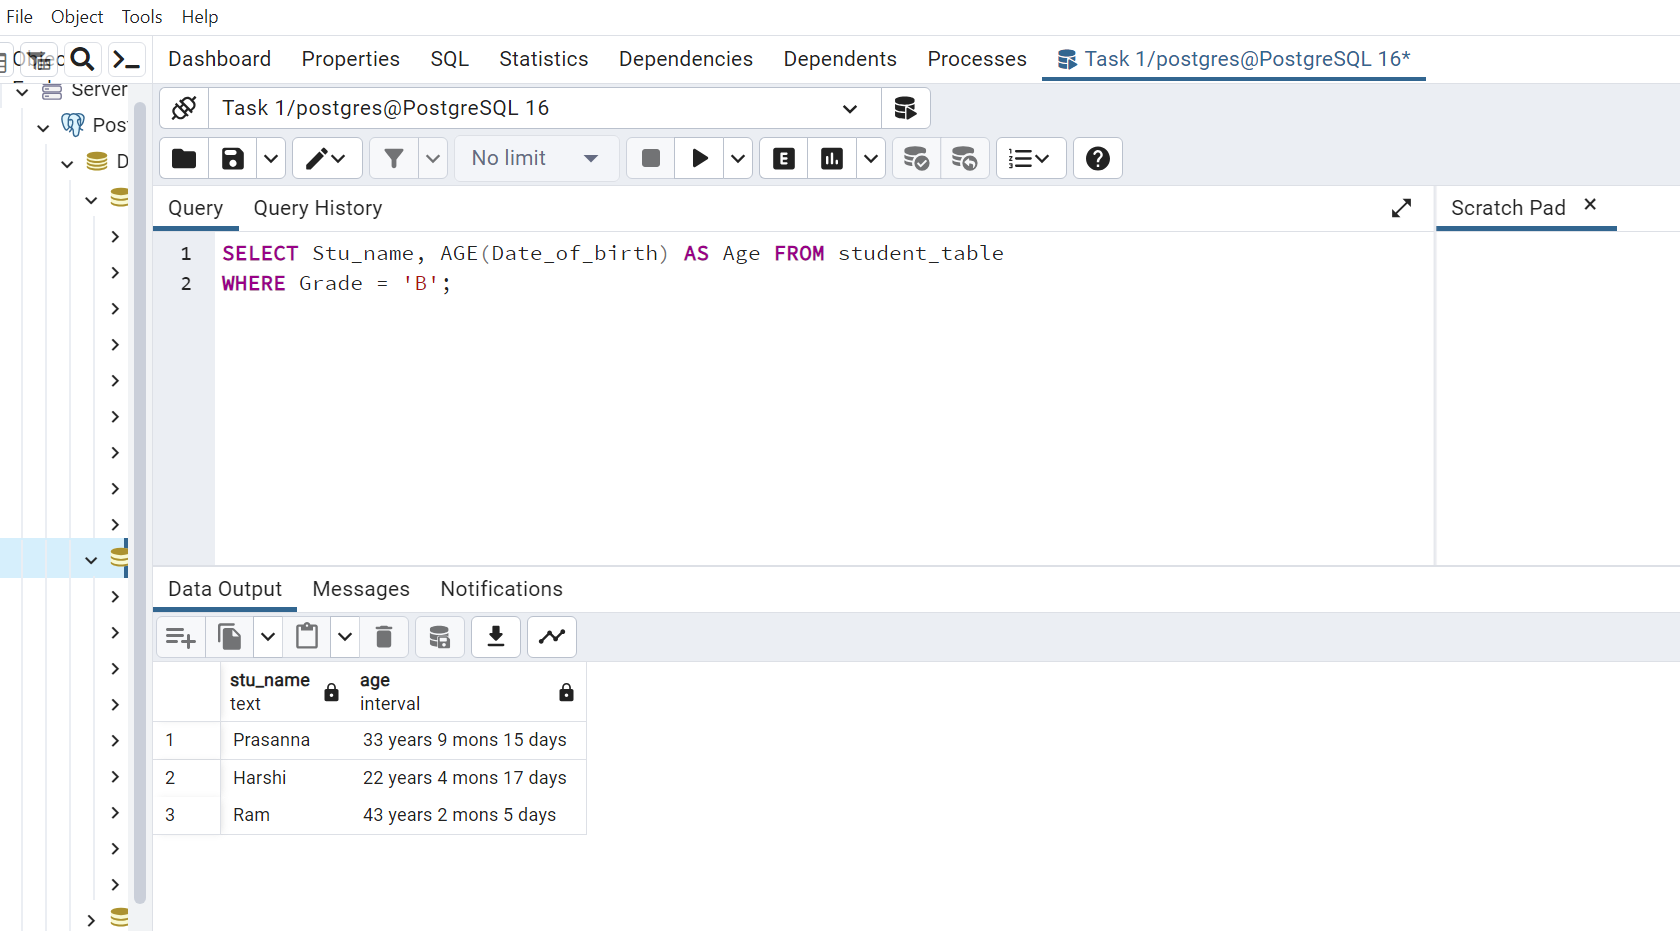 File Object Tools Help
Dashboard Properties SQL Statistics Dependencies Dependents Processes Task 1/postgres@PostgreSQL 16*
Server
Pos
D
Task 1/postgres@PostgreSQL 16
No limit
E
Query Query History
Scratch Pad
1 SELECT Stu_name, AGE(Date_of_birth) AS Age FROM student_table
2 WHERE Grade = 'B';
Data Output Messages Notifications
stu_name age
text interval
1 Prasanna 33 years 9 mons 15 days
2 Harshi 22 years 4 mons 17 days
3 Ram 43 years 2 mons 5 days